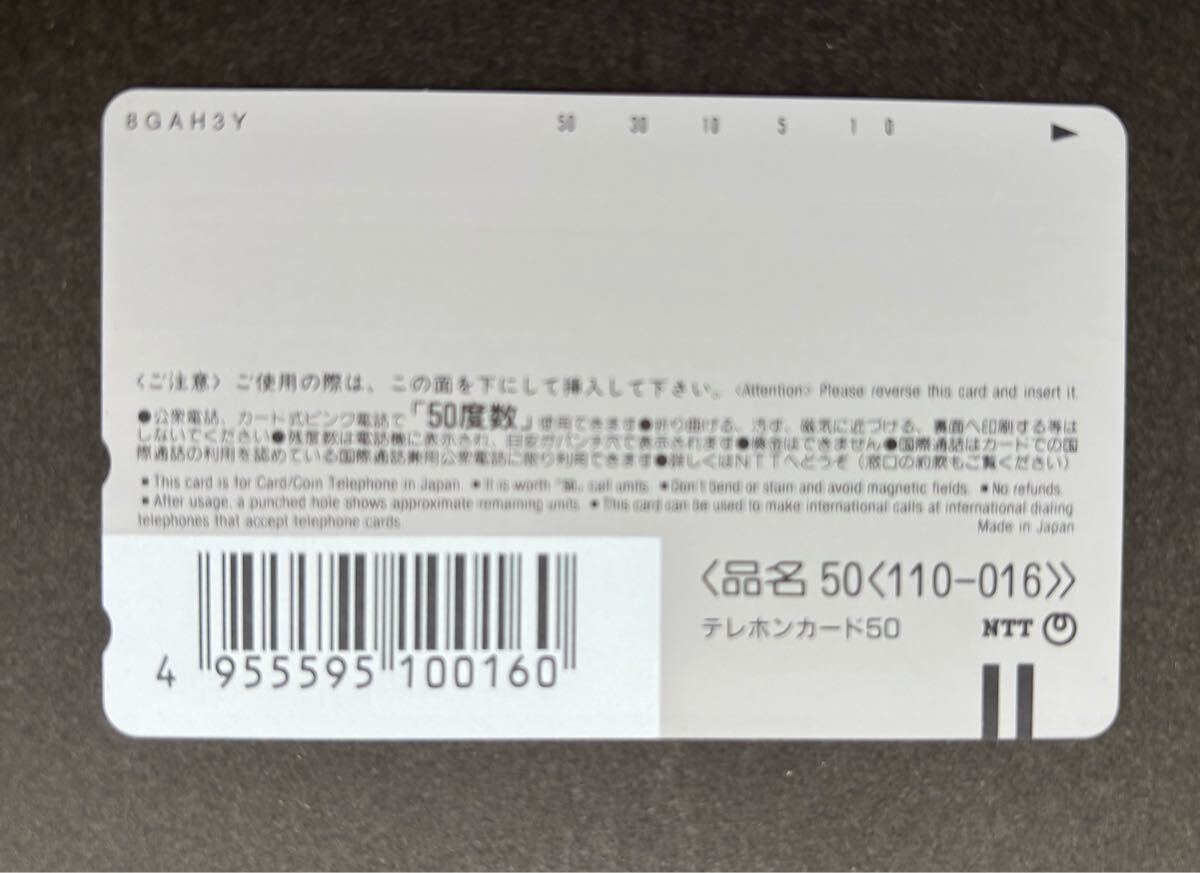 8GAH3Y 50 30 10 5 1 0 ▶
〈ご注意〉ご使用の際は、この面を下にして挿入して下さい。〈Attention〉Please reverse this card and insert it.
●公衆電話、カード式ピンク電話で「50度数」使用できます●折り曲げる、汚す、磁気に近づける、裏面へ印刷する等は
しないでください●残度数は電話機に表示され、目安がパンチ穴で表示されます●換金はできません●国際通話はカードでの国
際通話の利用を認めている国際通話兼用公衆電話に限り利用できます●詳しくはNTTへどうぞ(窓口の約款もご覧ください)
■This card is for Card/Coin Telephone in Japan. ●It is worth call units. ●Don't bend or stain and avoid magnetic fields. ●No refunds.
■After usage, a punched hole shows approximate remaining units. ●This card can be used to make international calls at international dialing
telephones that accept telephone cards.
Made in Japan
〈品名 50〈110-016〉〉
テレホンカード50 NTT
4 955595 100160